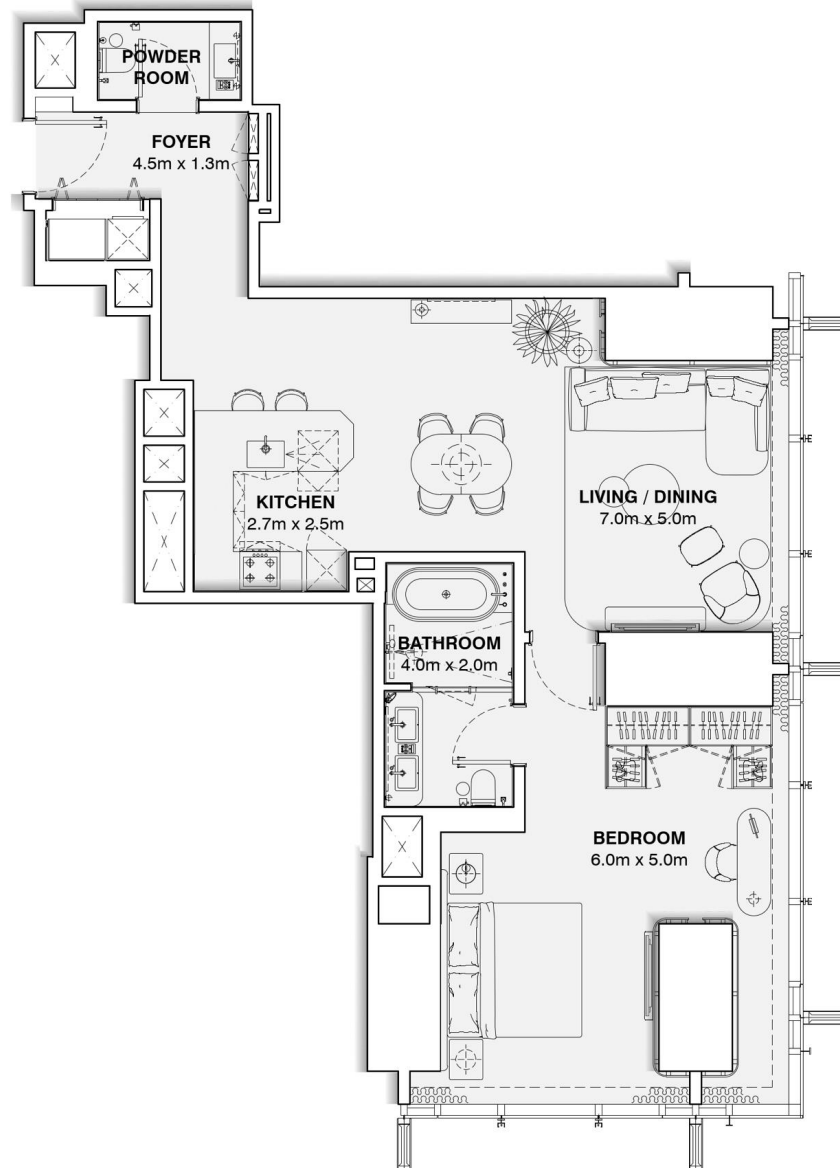 POWDER
ROOM
FOYER
4.5m x 1.3m
KITCHEN
2.7m x 2.5m
LIVING / DINING
7.0m x 5.0m
BATHROOM
4.0m x 2.0m
BEDROOM
6.0m x 5.0m